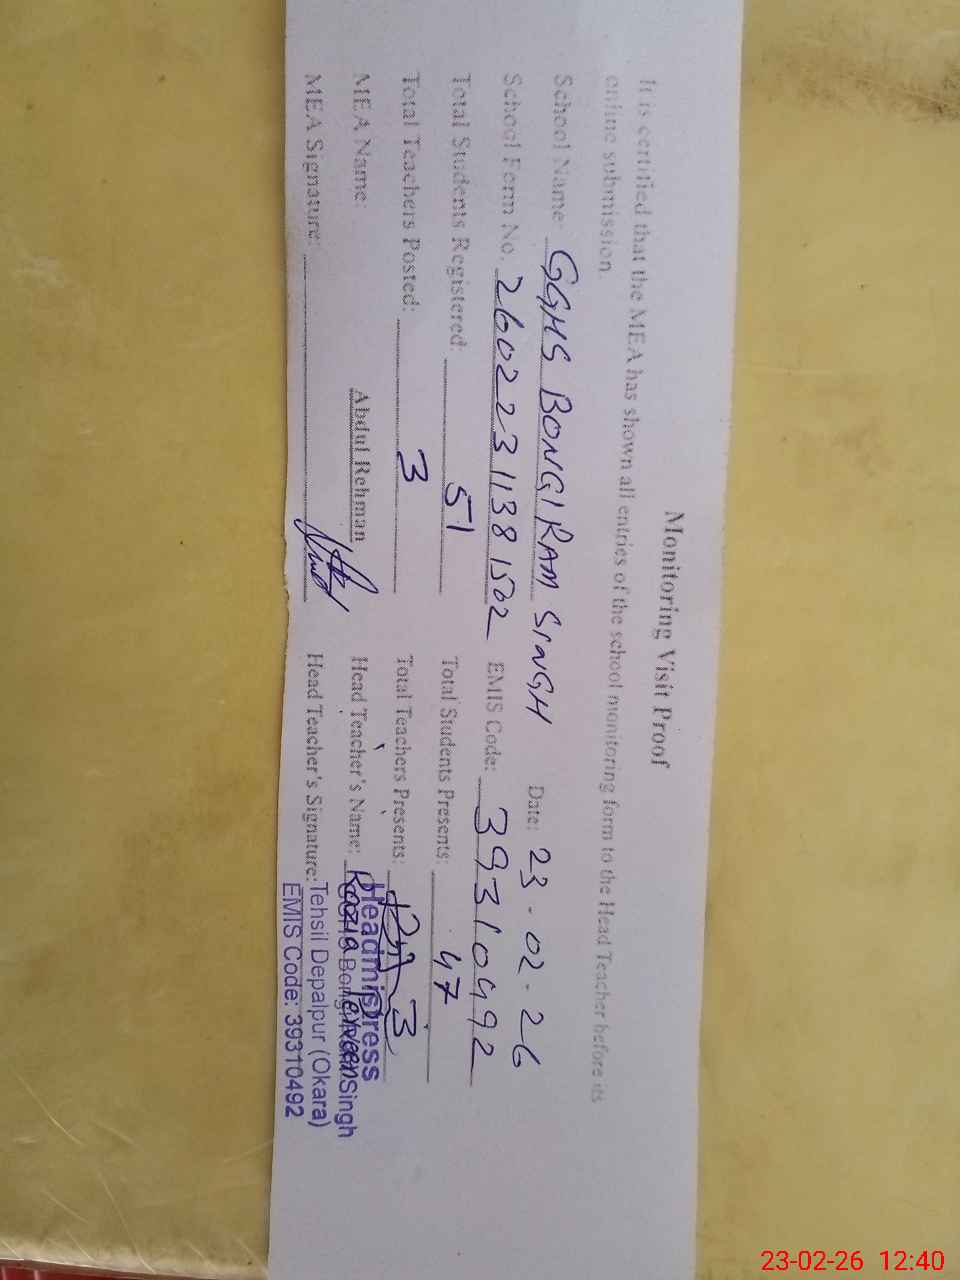 Monitoring Visit Proof
It is certified that the MEA has shown all entries of the school monitoring form to the Head Teacher before its
online submission.
School Name: GGHS BONGI RAM SINGH Date: 23-02-26
School Form No. 26022311381502 EMIS Code: 39310492
Total Students Registered: 51 Total Students Presents: 47
Total Teachers Posted: 3 Total Teachers Presents: 3
MEA Name: Abdul Rehman Head Teacher's Name: Razia Perveen
MEA Signature: Head Teacher's Signature:
Headmistress
Singh
Tehsil Depalpur (Okara)
EMIS Code: 39310492
23-02-26 12:40